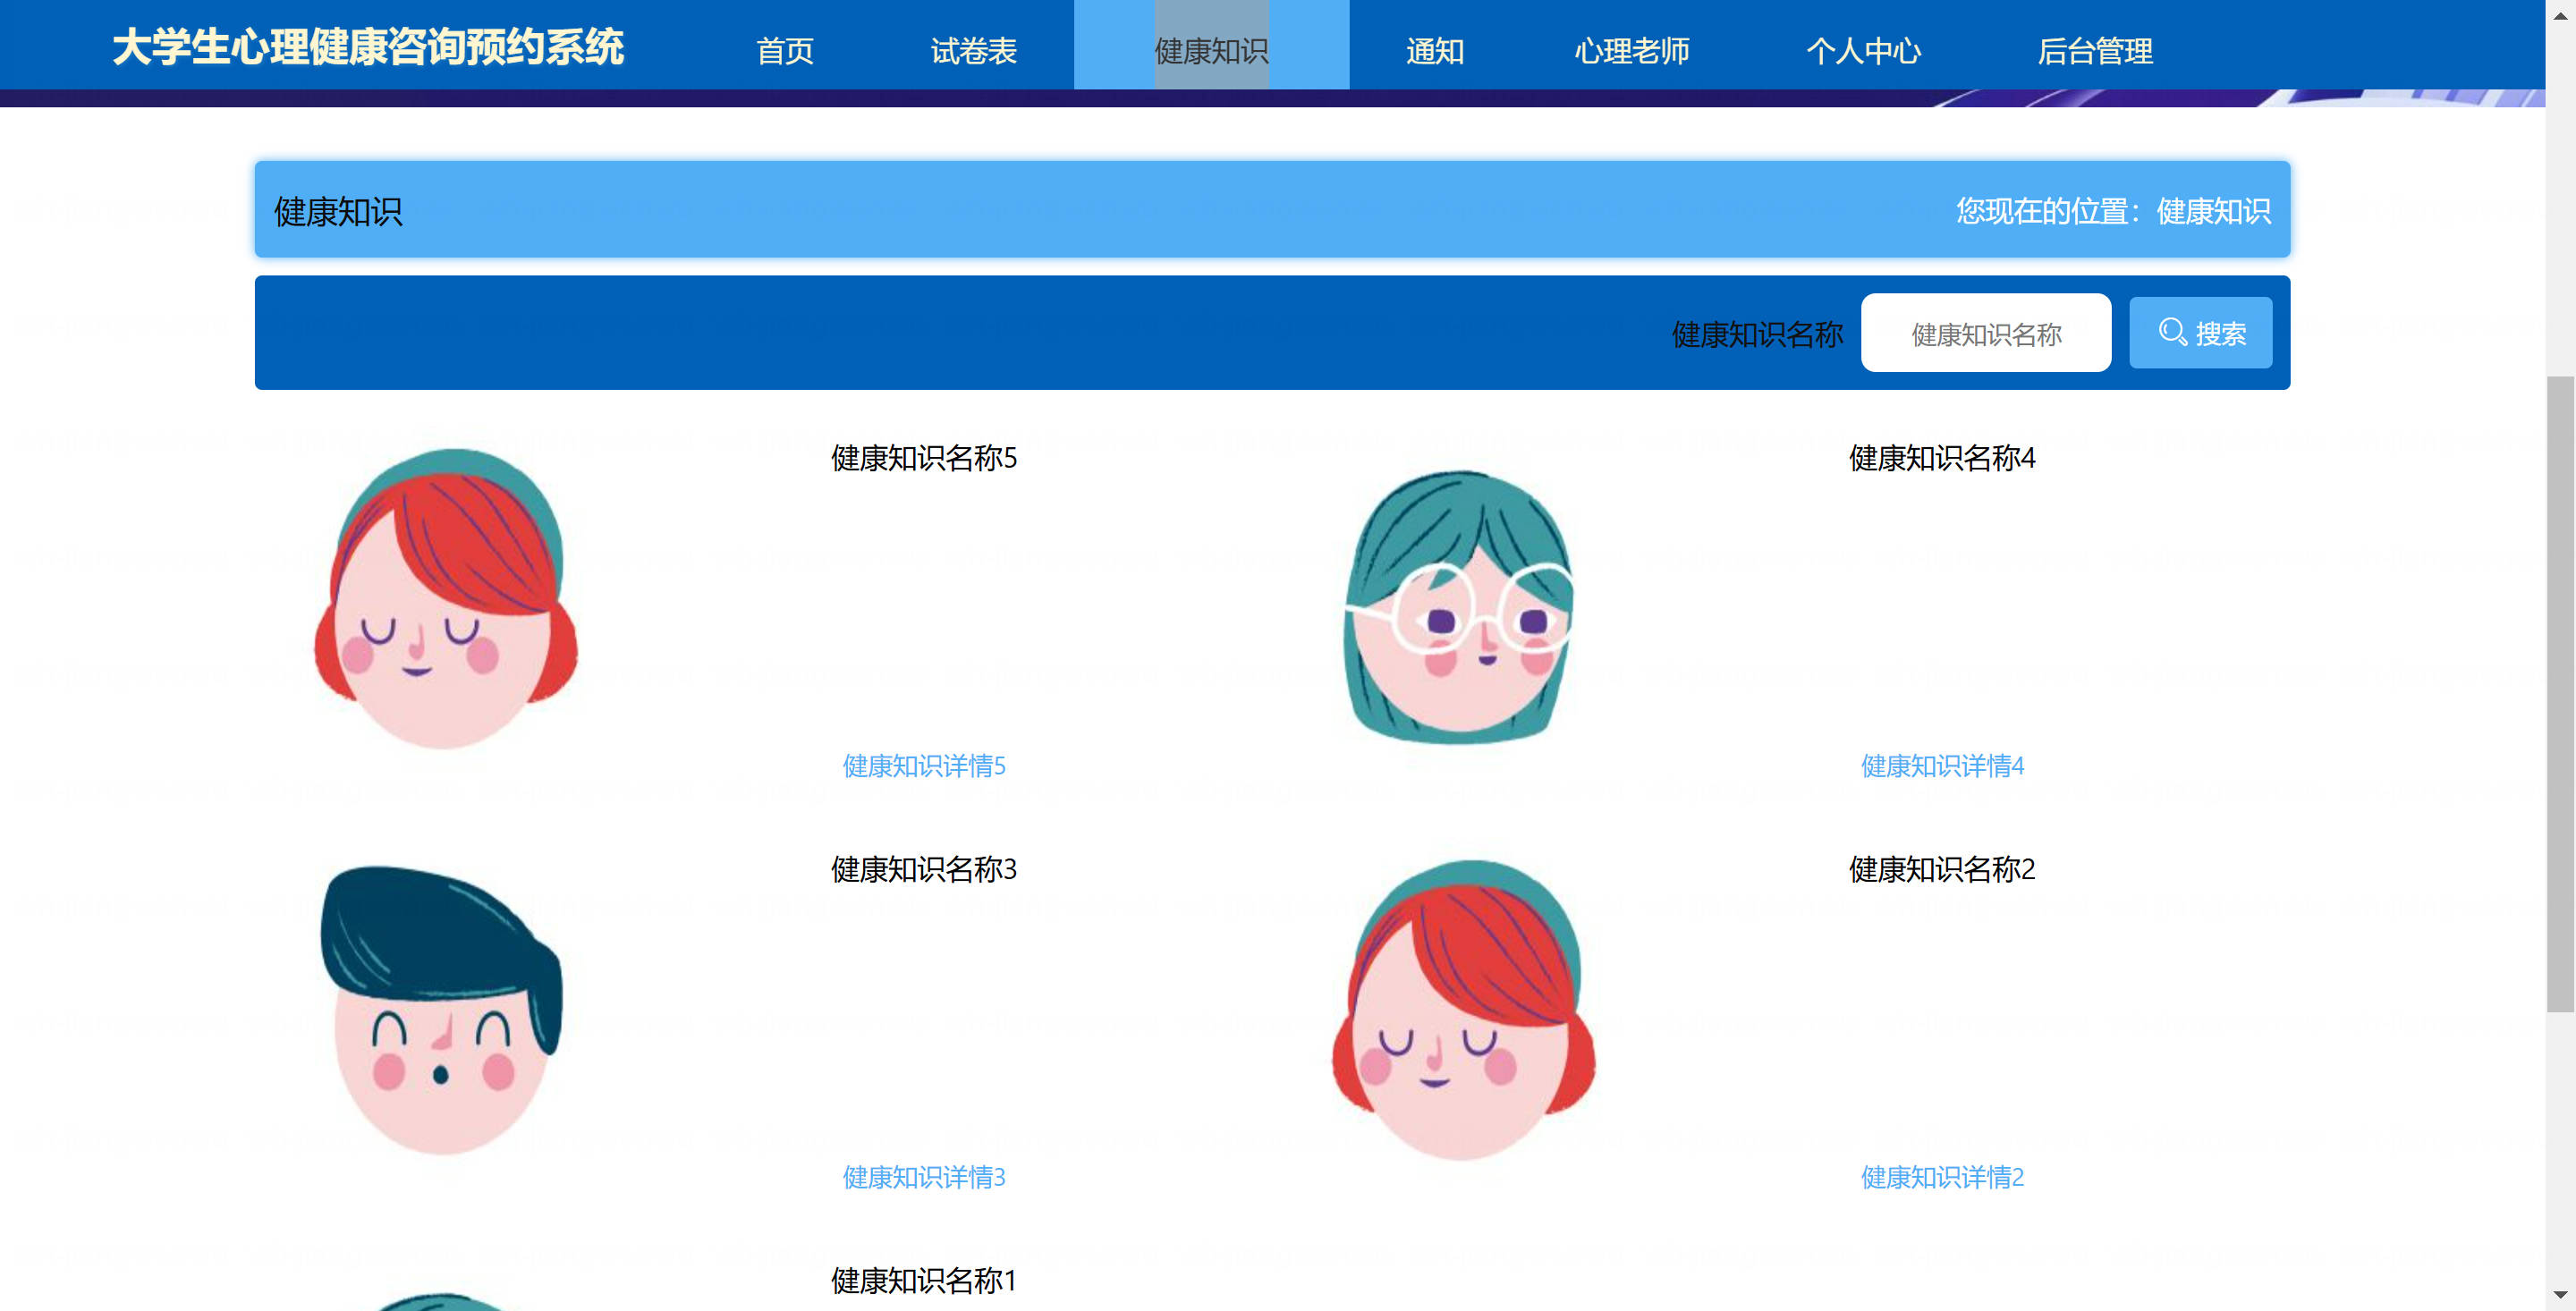 大学生心理健康咨询预约系统 首页 试卷表 健康知识 通知 心理老师 个人中心 后台管理
健康知识 您现在的位置：健康知识
健康知识名称 健康知识名称 搜索
健康知识名称5 健康知识名称4
健康知识详情5 健康知识详情4
健康知识名称3 健康知识名称2
健康知识详情3 健康知识详情2
健康知识名称1